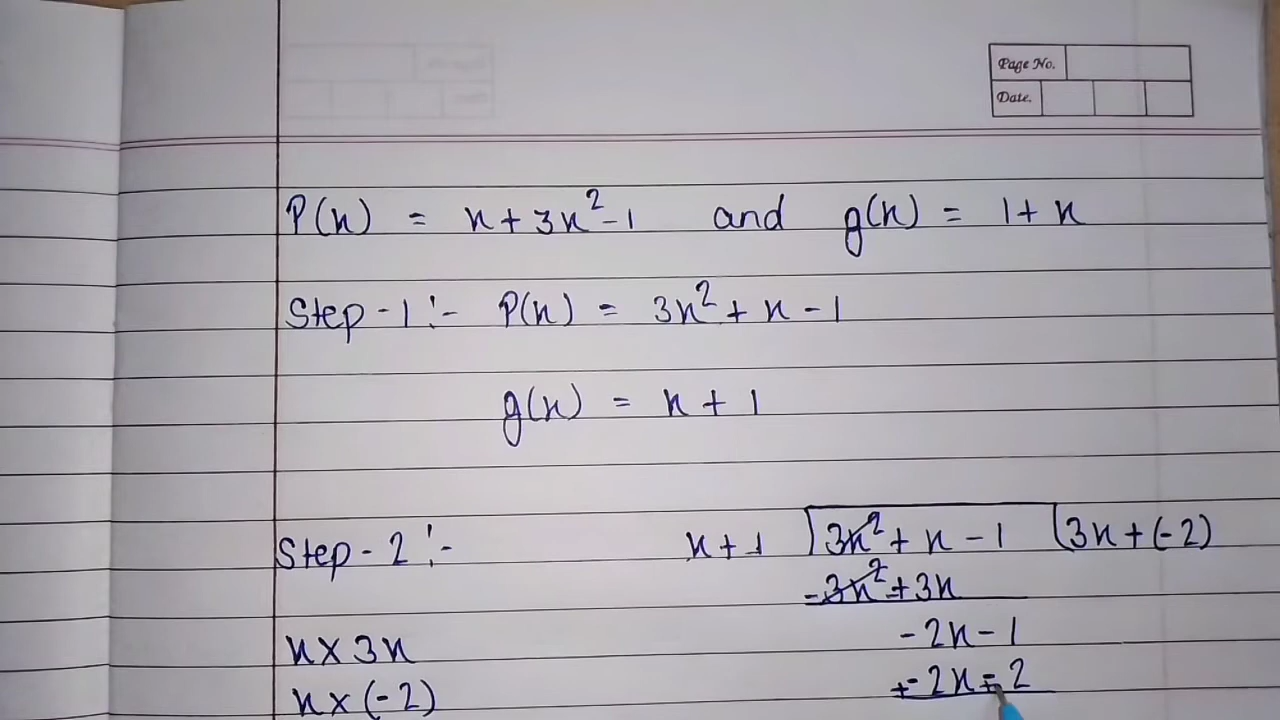 Page No.
Date.
P(x) = x + 3x² - 1 and g(x) = 1 + x
Step - 1 :- P(x) = 3x² + x - 1
g(x) = x + 1
Step - 2 :- x + 1 ) 3x² + x - 1 ( 3x + (-2)
- 3x² + 3x
x × 3x - 2x - 1
x × (-2) + - 2x - 2